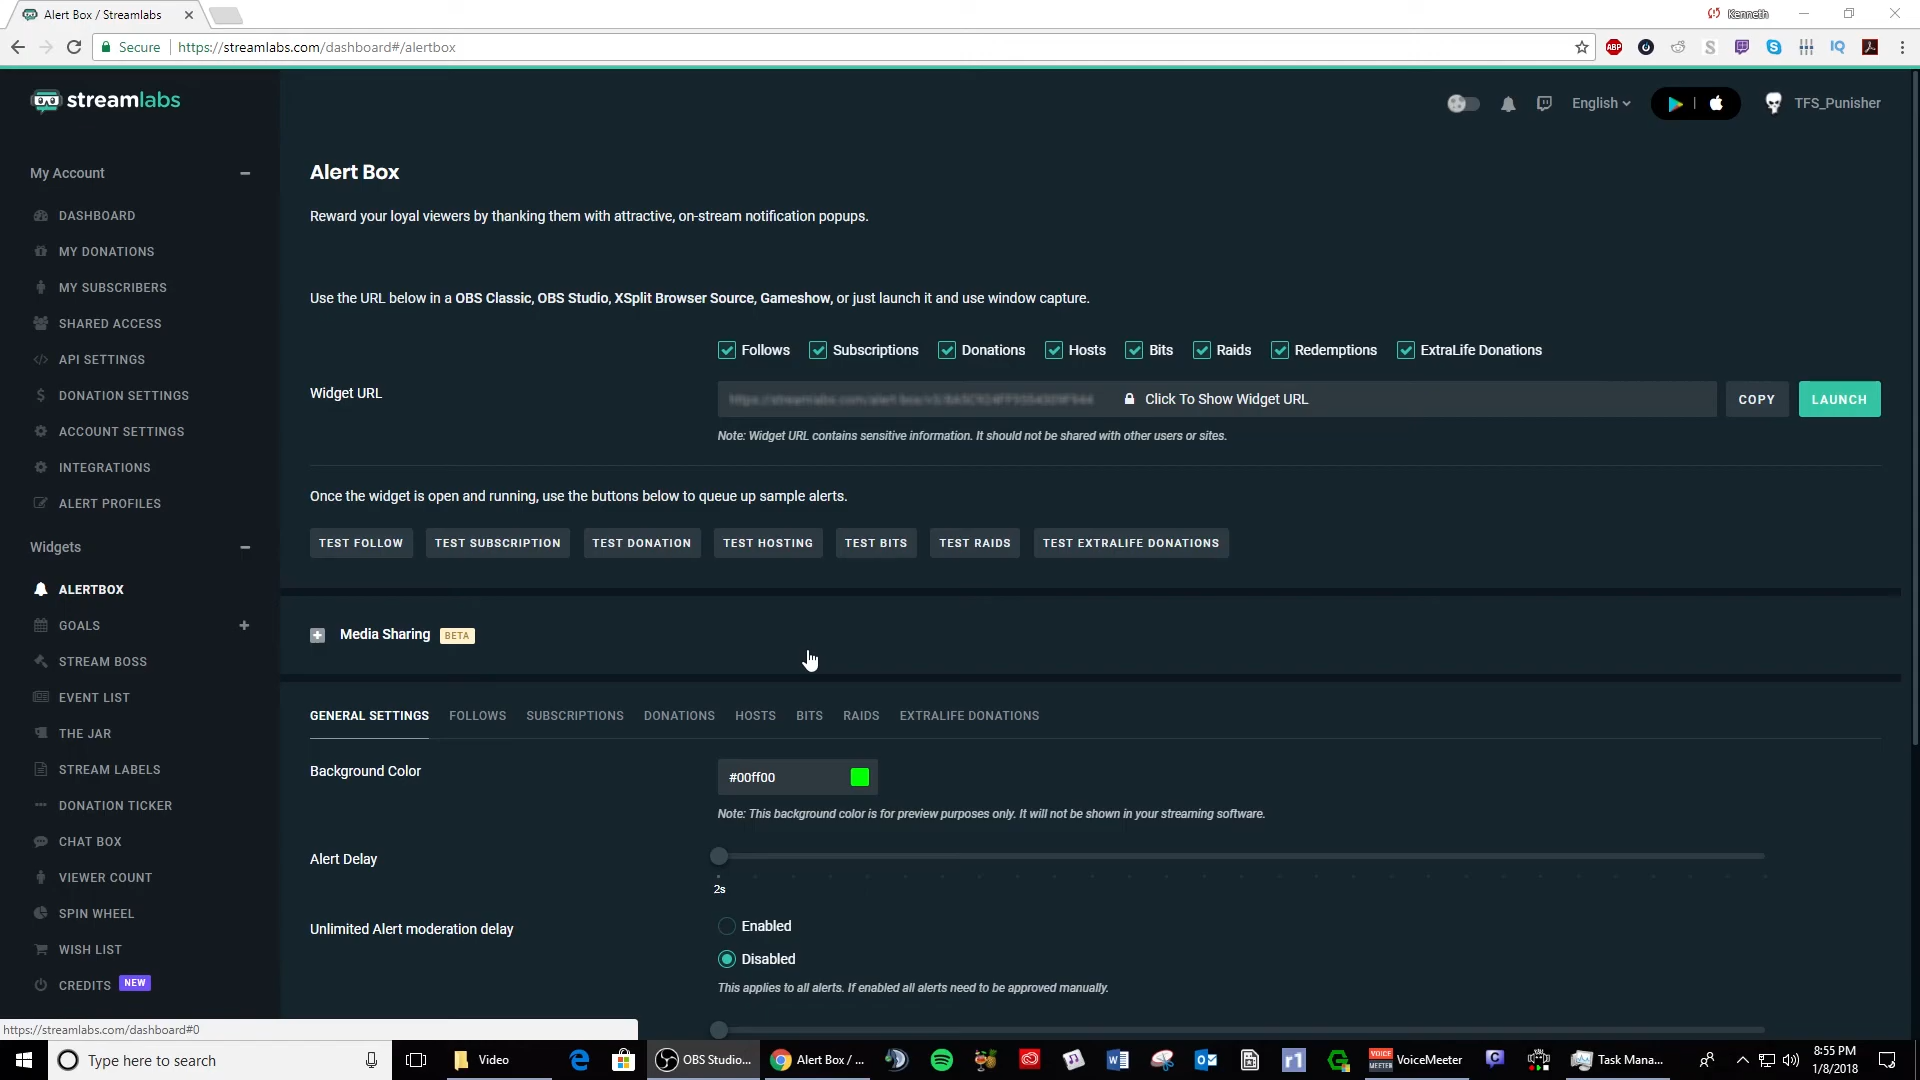 Alert Box / Streamlabs
Kenneth
Secure https://streamlabs.com/dashboard#/alertbox
ABP
IQ
streamlabs
English
TFS_Punisher
My Account
DASHBOARD
MY DONATIONS
MY SUBSCRIBERS
SHARED ACCESS
API SETTINGS
DONATION SETTINGS
ACCOUNT SETTINGS
INTEGRATIONS
ALERT PROFILES
Widgets
ALERTBOX
GOALS
STREAM BOSS
EVENT LIST
THE JAR
STREAM LABELS
DONATION TICKER
CHAT BOX
VIEWER COUNT
SPIN WHEEL
WISH LIST
CREDITS NEW
Alert Box
Reward your loyal viewers by thanking them with attractive, on-stream notification popups.
Use the URL below in a OBS Classic, OBS Studio, XSplit Browser Source, Gameshow, or just launch it and use window capture.
Follows Subscriptions Donations Hosts Bits Raids Redemptions ExtraLife Donations
Widget URL
Click To Show Widget URL
COPY
LAUNCH
Note: Widget URL contains sensitive information. It should not be shared with other users or sites.
Once the widget is open and running, use the buttons below to queue up sample alerts.
TEST FOLLOW TEST SUBSCRIPTION TEST DONATION TEST HOSTING TEST BITS TEST RAIDS TEST EXTRALIFE DONATIONS
Media Sharing BETA
GENERAL SETTINGS FOLLOWS SUBSCRIPTIONS DONATIONS HOSTS BITS RAIDS EXTRALIFE DONATIONS
Background Color
#00ff00
Note: This background color is for preview purposes only. It will not be shown in your streaming software.
Alert Delay
2s
Unlimited Alert moderation delay
Enabled
Disabled
This applies to all alerts. If enabled all alerts need to be approved manually.
https://streamlabs.com/dashboard#0
Type here to search
Video
OBS Studio...
Alert Box / ...
r1
VOICE MEETER
VoiceMeeter
Task Mana...
8:55 PM
1/8/2018